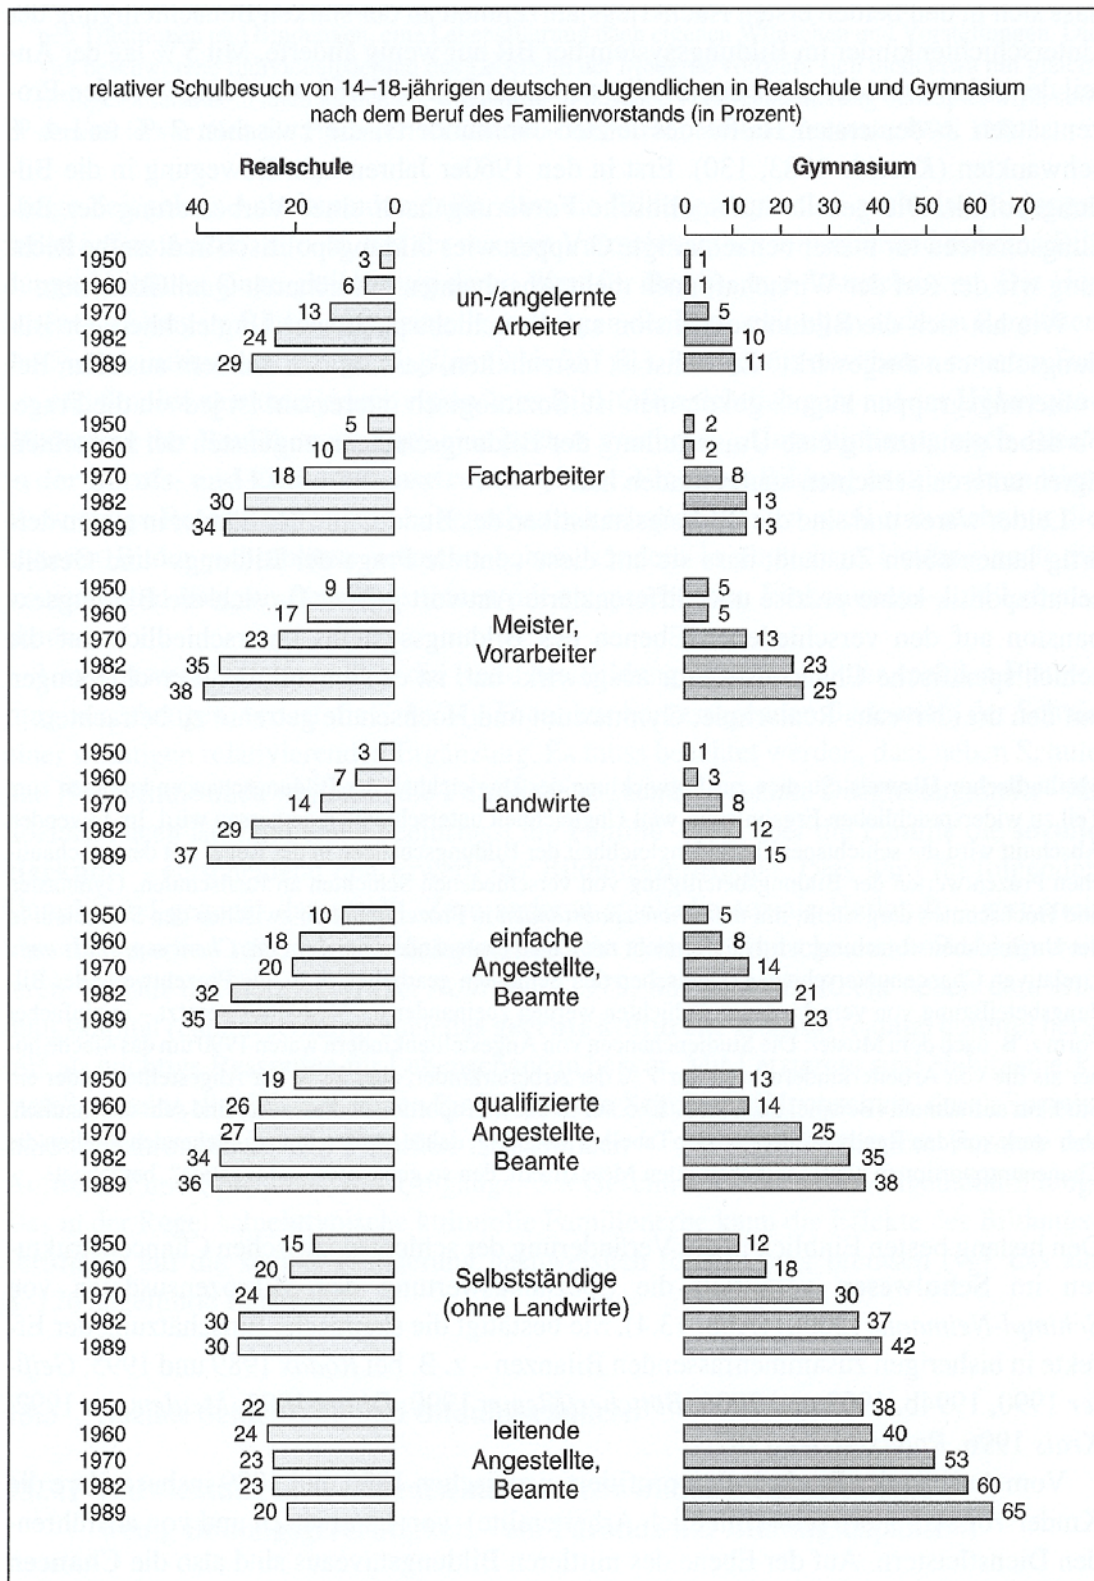 relativer Schulbesuch von 14–18-jährigen deutschen Jugendlichen in Realschule und Gymnasium
nach dem Beruf des Familienvorstands (in Prozent)
Realschule Gymnasium
40 20 0 0 10 20 30 40 50 60 70
1950 3 1
1960 6 un-/angelernte 1
1970 13 Arbeiter 5
1982 24 10
1989 29 11
1950 5 2
1960 10 2
1970 18 Facharbeiter 8
1982 30 13
1989 34 13
1950 9 5
1960 17 Meister, 5
1970 23 Vorarbeiter 13
1982 35 23
1989 38 25
1950 3 1
1960 7 3
1970 14 Landwirte 8
1982 29 12
1989 37 15
1950 10 5
1960 18 einfache 8
1970 20 Angestellte, 14
1982 32 Beamte 21
1989 35 23
1950 19 13
1960 26 qualifizierte 14
1970 27 Angestellte, 25
1982 34 Beamte 35
1989 36 38
1950 15 12
1960 20 Selbstständige 18
1970 24 (ohne Landwirte) 30
1982 30 37
1989 30 42
1950 22 38
1960 24 leitende 40
1970 23 Angestellte, 53
1982 23 Beamte 60
1989 20 65